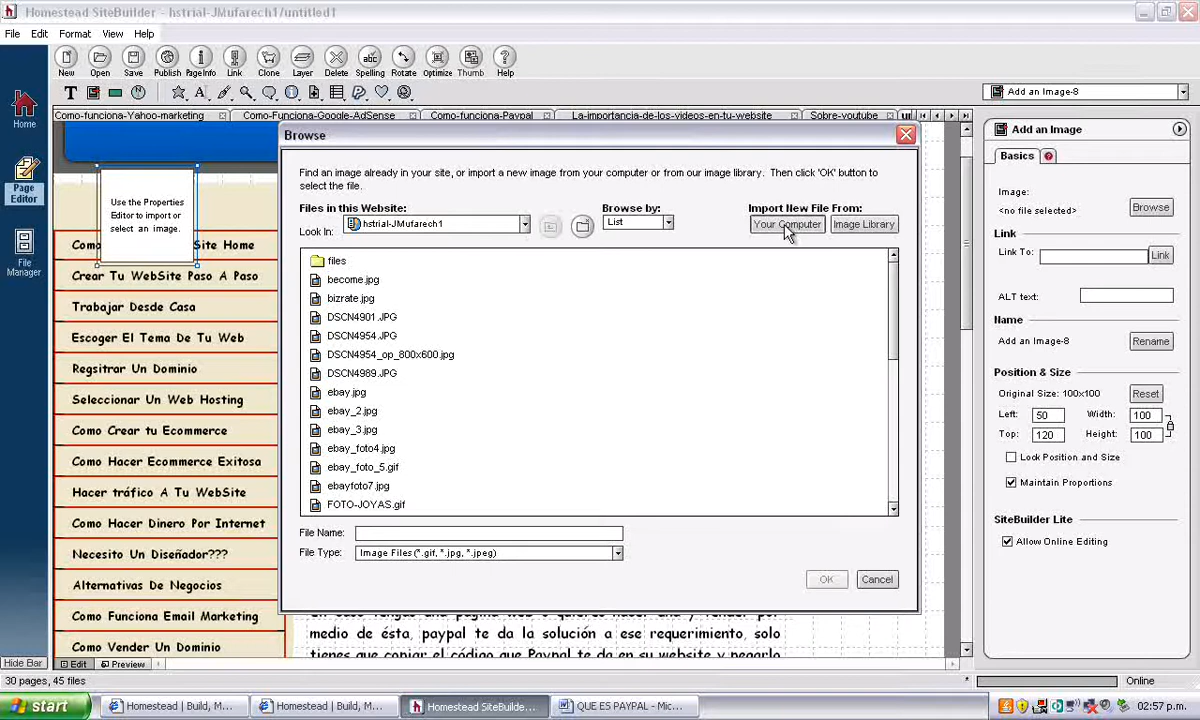 Homestead SiteBuilder - hstrial-JMufarech1/untitled1
File Edit Format View Help
New Open Save Publish PageInfo Link Clone Layer Delete Spelling Rotate Optimize Thumb Help
Add an Image-8
Como-funciona-Yahoo-marketing Como-Funciona-Google-AdSense Como-funciona-Paypal La-importancia-de-los-videos-en-tu-website Sobre-youtube
Home
Page Editor
File Manager
Use the Properties
Editor to import or
select an image.
Site Home
Crear Tu WebSite Paso A Paso
Trabajar Desde Casa
Escoger El Tema De Tu Web
Regsitrar Un Dominio
Seleccionar Un Web Hosting
Como Crear tu Ecommerce
Como Hacer Ecommerce Exitosa
Hacer tráfico A Tu WebSite
Como Hacer Dinero Por Internet
Necesito Un Diseñador???
Alternativas De Negocios
Como Funciona Email Marketing
Como Vender Un Dominio
Browse
Find an image already in your site, or import a new image from your computer or from our image library. Then click 'OK' button to
select the file.
Files in this Website: Browse by: Import New File From:
Look In: hstrial-JMufarech1 List Your Computer Image Library
files
become.jpg
bizrate.jpg
DSCN4901.JPG
DSCN4954.JPG
DSCN4954_op_800x600.jpg
DSCN4989.JPG
ebay.jpg
ebay_2.jpg
ebay_3.jpg
ebay_foto4.jpg
ebay_foto_5.jpg
ebayfoto7.jpg
FOTO-JOYAS.gif
File Name:
File Type: Image Files (*.gif, *.jpg, *.jpeg)
OK Cancel
medio de ésta, paypal te da la solución a ese requerimiento, solo
tienes que copiar el código que Paypal te da en su website y pegarlo
Add an Image
Basics
Image:
<no file selected> Browse
Link
Link To: Link
ALT text:
Name
Add an Image-8 Rename
Position & Size
Original Size: 100x100 Reset
Left: 50 Width: 100
Top: 120 Height: 100
Lock Position and Size
Maintain Proportions
SiteBuilder Lite
Allow Online Editing
Hide Bar Edit Preview
30 pages, 45 files Online
start Homestead | Build, M... Homestead | Build, M... Homestead SiteBuilde... QUE ES PAYPAL - Mic... 02:57 p.m.